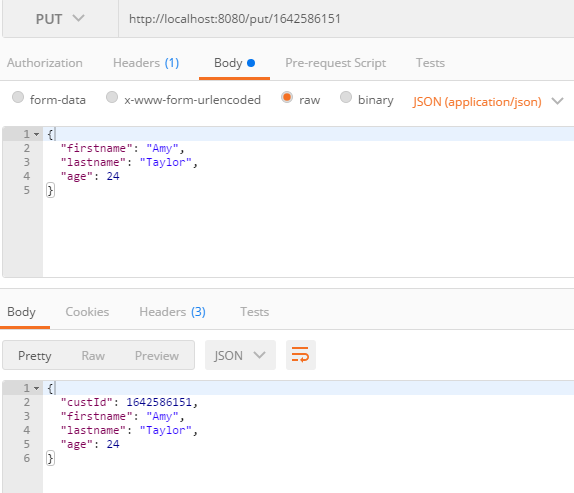 PUT http://localhost:8080/put/1642586151
Authorization Headers (1) Body Pre-request Script Tests
form-data x-www-form-urlencoded raw binary JSON (application/json)
1 {
2 "firstname": "Amy",
3 "lastname": "Taylor",
4 "age": 24
5 }
Body Cookies Headers (3) Tests
Pretty Raw Preview JSON
1 {
2 "custId": 1642586151,
3 "firstname": "Amy",
4 "lastname": "Taylor",
5 "age": 24
6 }